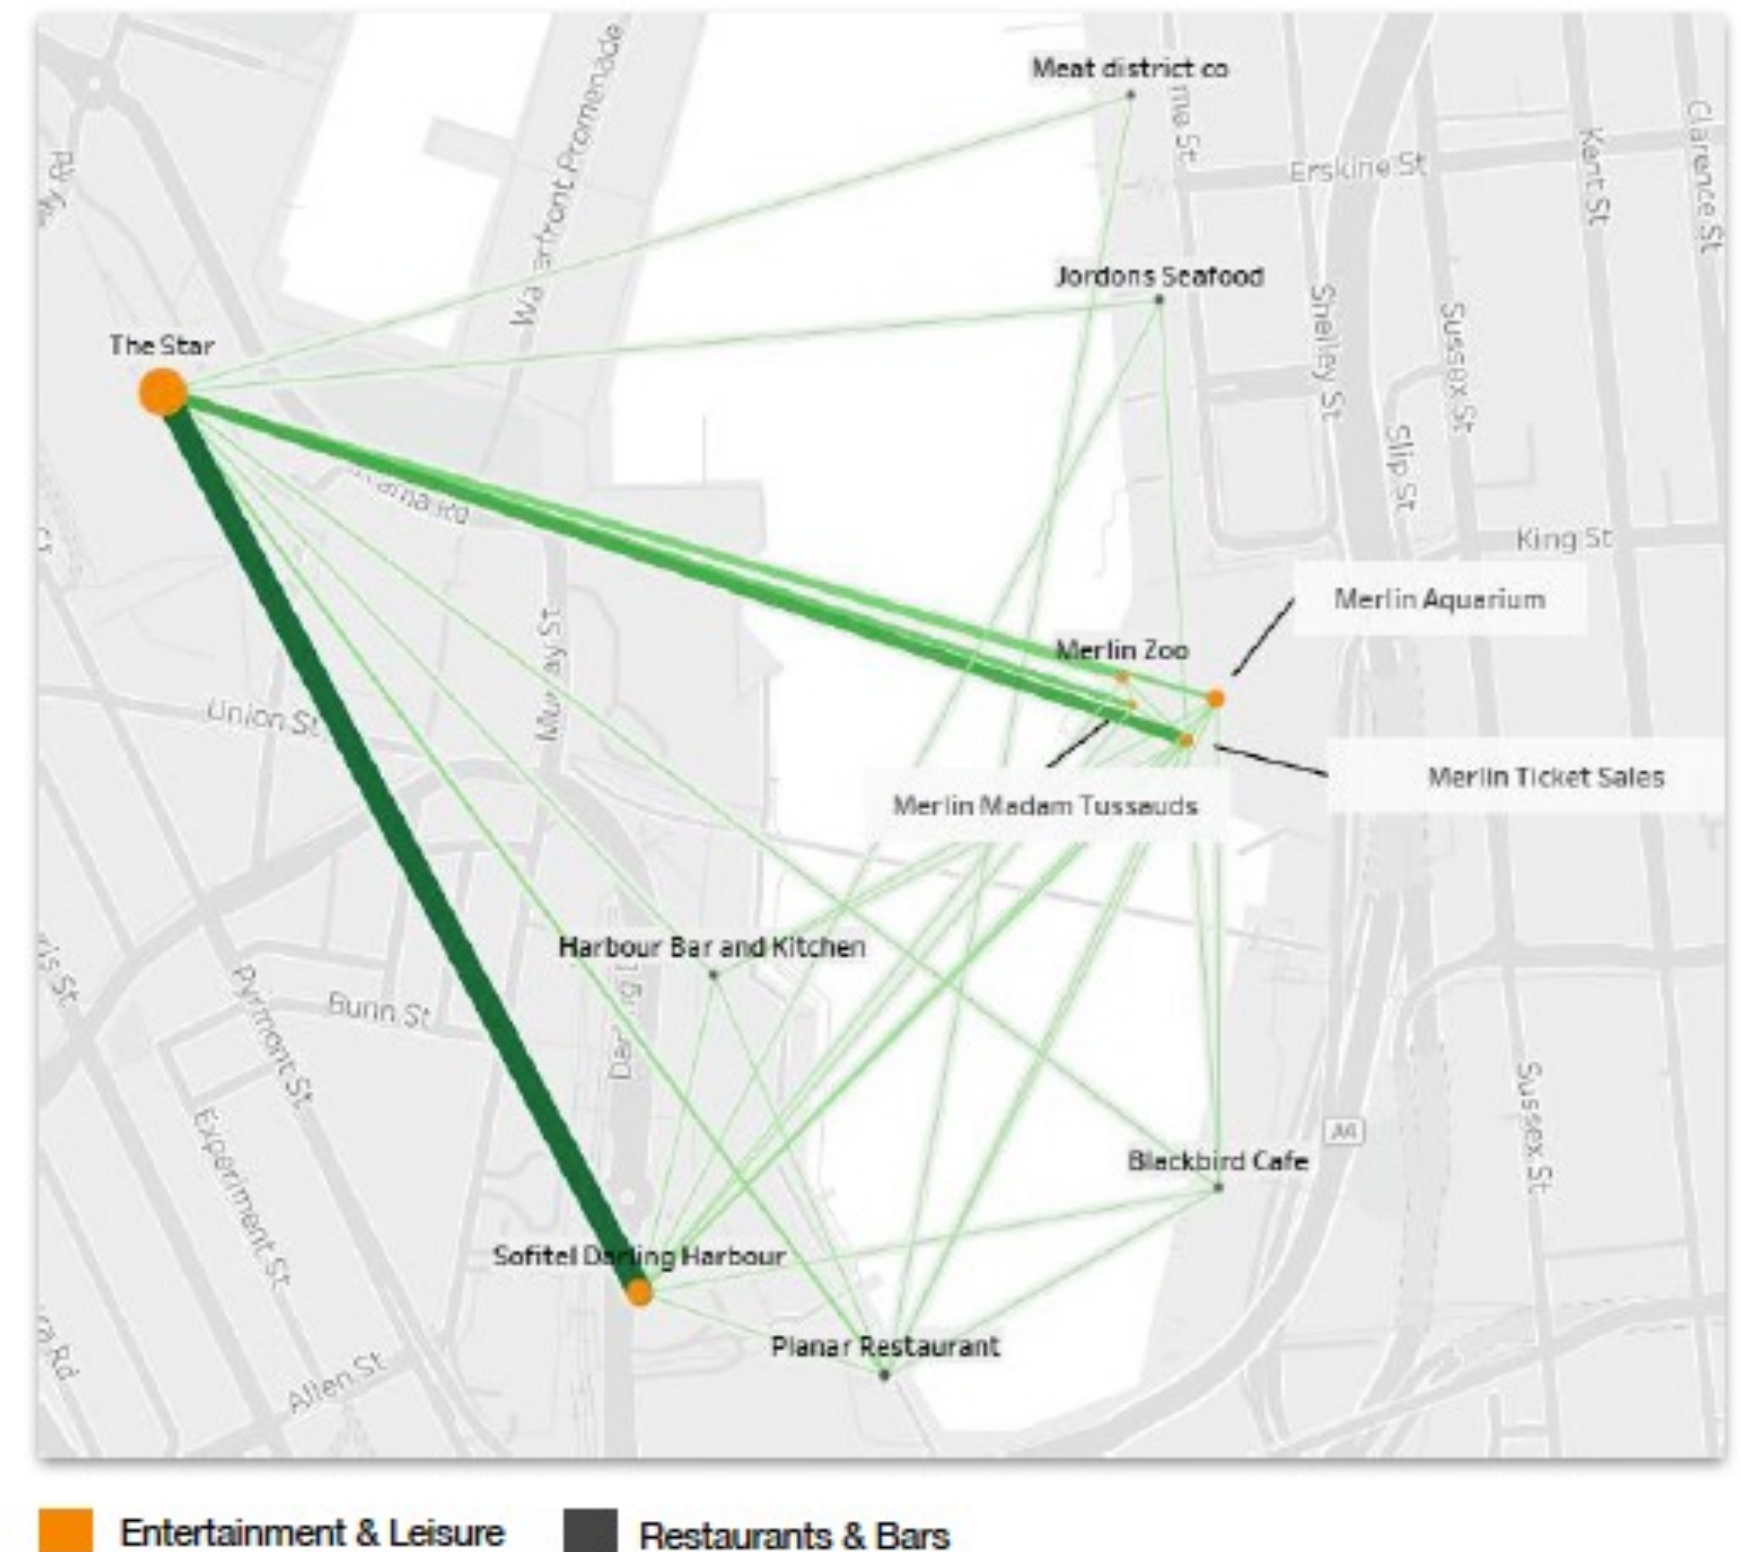 Meat district co
Erskine St
Kent St
Clarence St
Jordons Seafood
The Star
Shelley St
Sussex St
Slip St
King St
Merlin Aquarium
Merlin Zoo
Murray St
Union St
Merlin Ticket Sales
Merlin Madam Tussauds
Harbour Bar and Kitchen
Bunn St
Pyrmont St
Experiment St
Sussex St
A4
Blackbird Cafe
Sofitel Darling Harbour
Planar Restaurant
Allen St
Entertainment & Leisure
Restaurants & Bars